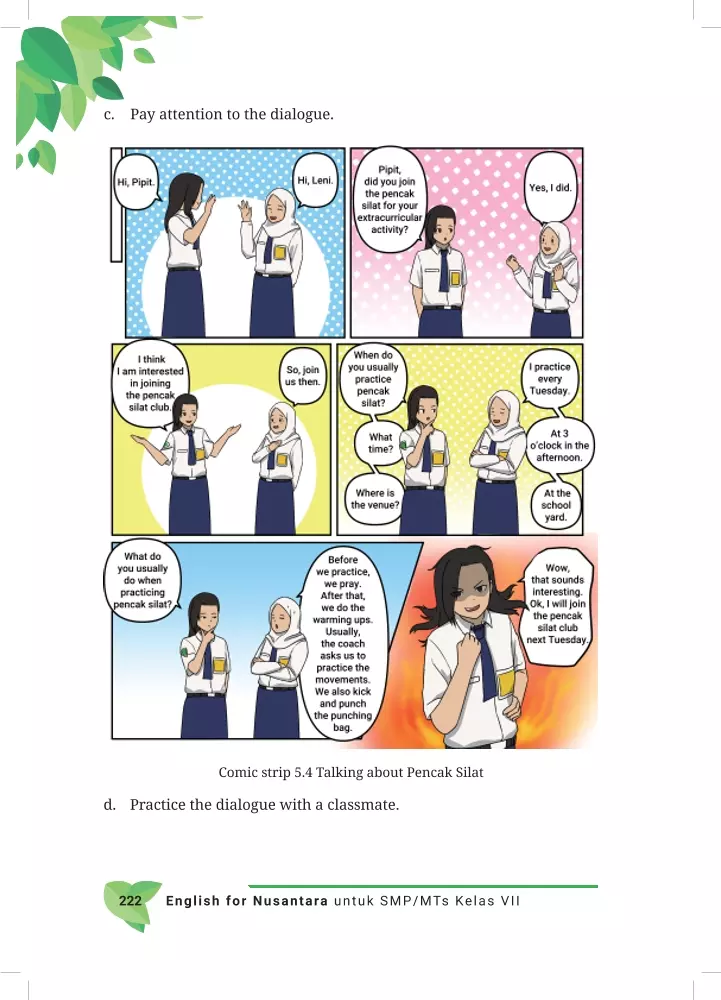 c. Pay attention to the dialogue.
Hi, Pipit.
Hi, Leni.
Pipit,
did you join
the pencak
silat for your
extracurricular
activity?
Yes, I did.
I think
I am interested
in joining
the pencak
silat club.
So, join
us then.
When do
you usually
practice
pencak
silat?
I practice
every
Tuesday.
What
time?
At 3
o'clock in the
afternoon.
Where is
the venue?
At the
school
yard.
What do
you usually
do when
practicing
pencak silat?
Before
we practice,
we pray.
After that,
we do the
warming ups.
Usually,
the coach
asks us to
practice the
movements.
We also kick
and punch
the punching
bag.
Wow,
that sounds
interesting.
Ok, I will join
the pencak
silat club
next Tuesday.
Comic strip 5.4 Talking about Pencak Silat
d. Practice the dialogue with a classmate.
222 English for Nusantara untuk SMP/MTs Kelas VII